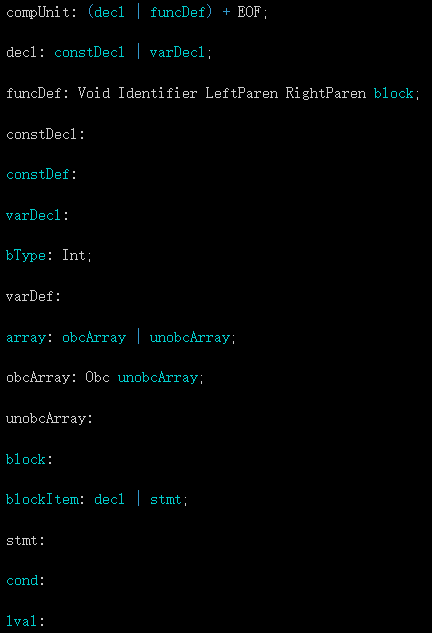 compUnit: (decl | funcDef) + EOF;
decl: constDecl | varDecl;
funcDef: Void Identifier LeftParen RightParen block;
constDecl:
constDef:
varDecl:
bType: Int;
varDef:
array: obcArray | unobcArray;
obcArray: Obc unobcArray;
unobcArray:
block:
blockItem: decl | stmt;
stmt:
cond:
lval: